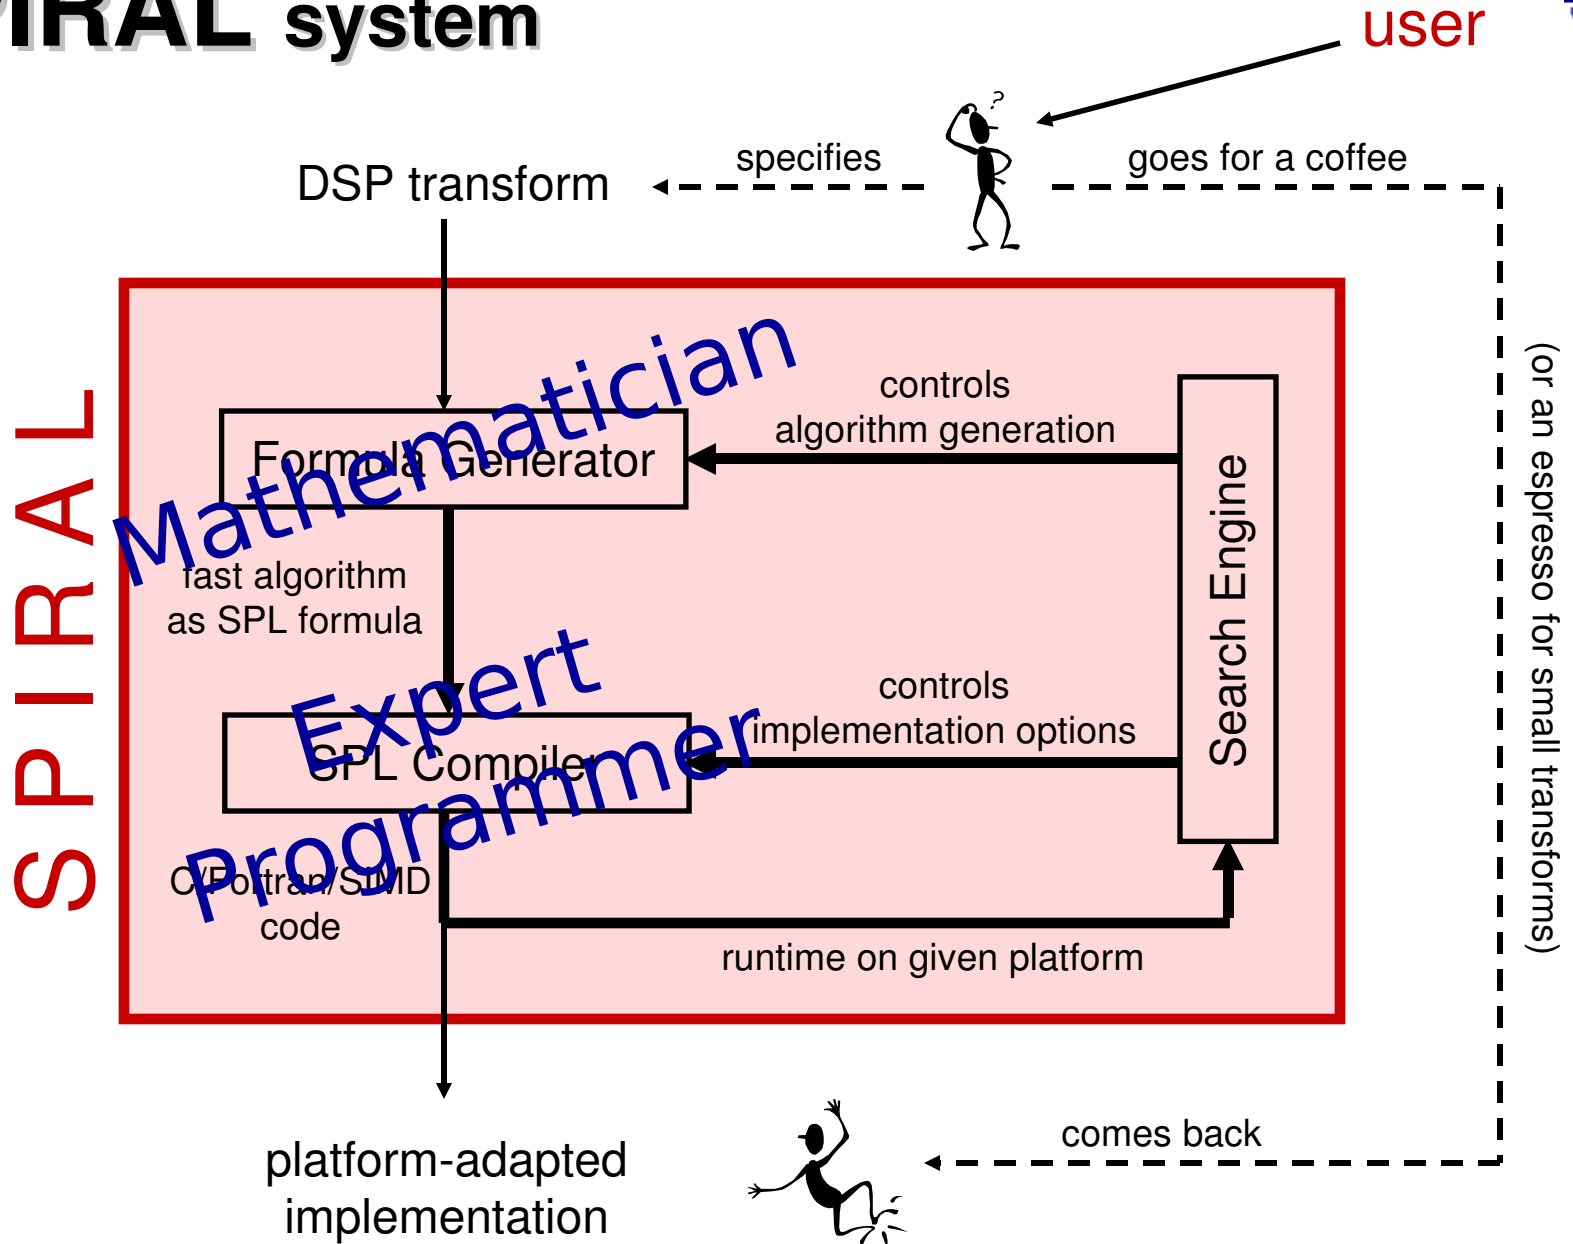 PIRAL system
user
specifies
goes for a coffee
DSP transform
(or an espresso for small transforms)
SPIRAL
Mathematician
controls
algorithm generation
Formula Generator
Search Engine
fast algorithm
as SPL formula
Expert
Programmer
controls
implementation options
SPL Compiler
C/Fortran/SIMD
code
runtime on given platform
comes back
platform-adapted
implementation
?